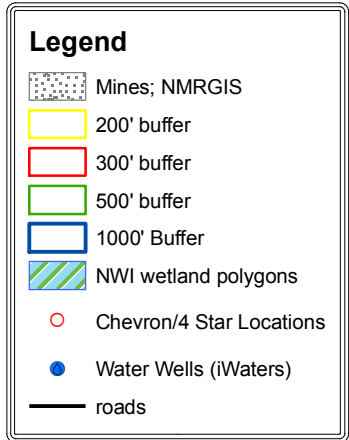 Legend
Mines; NMRGIS
200' buffer
300' buffer
500' buffer
1000' Buffer
NWI wetland polygons
Chevron/4 Star Locations
Water Wells (iWaters)
roads